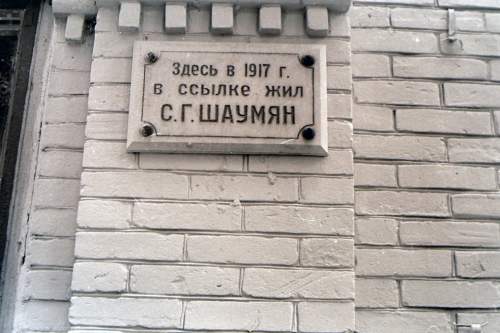 Здесь в 1917 г.
в ссылке жил
С.Г.ШАУМЯН